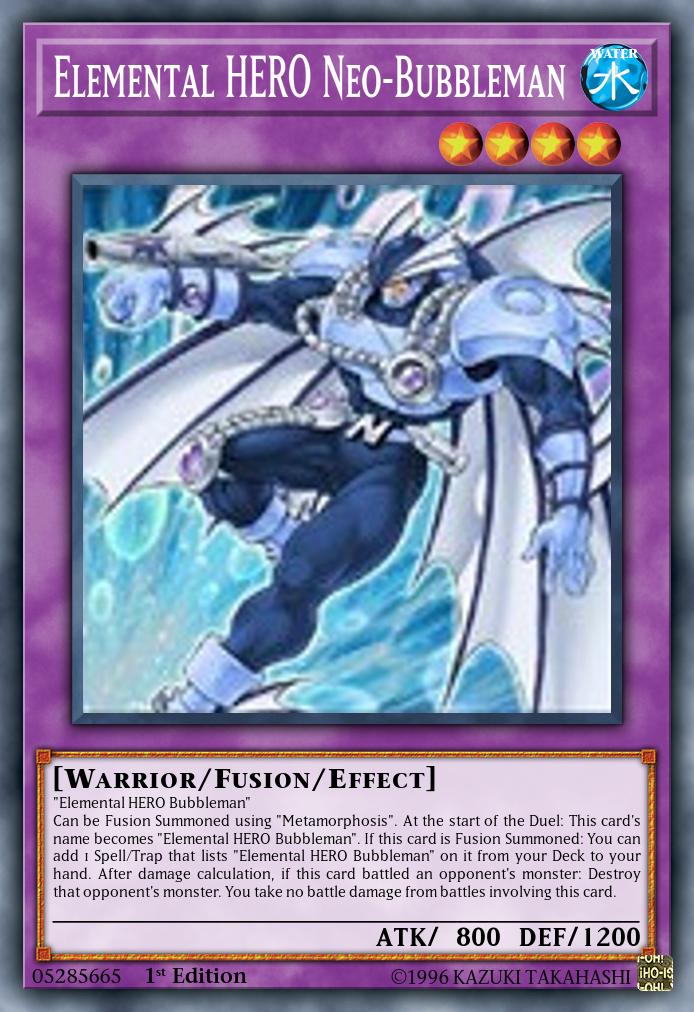 Elemental HERO Neo-Bubbleman
WATER
水
N
[Warrior/Fusion/Effect]
"Elemental HERO Bubbleman"
Can be Fusion Summoned using "Metamorphosis". At the start of the Duel: This card's
name becomes "Elemental HERO Bubbleman". If this card is Fusion Summoned: You can
add 1 Spell/Trap that lists "Elemental HERO Bubbleman" on it from your Deck to your
hand. After damage calculation, if this card battled an opponent's monster: Destroy
that opponent's monster. You take no battle damage from battles involving this card.
ATK/ 800 DEF/1200
05285665 1st Edition ©1996 KAZUKI TAKAHASHI